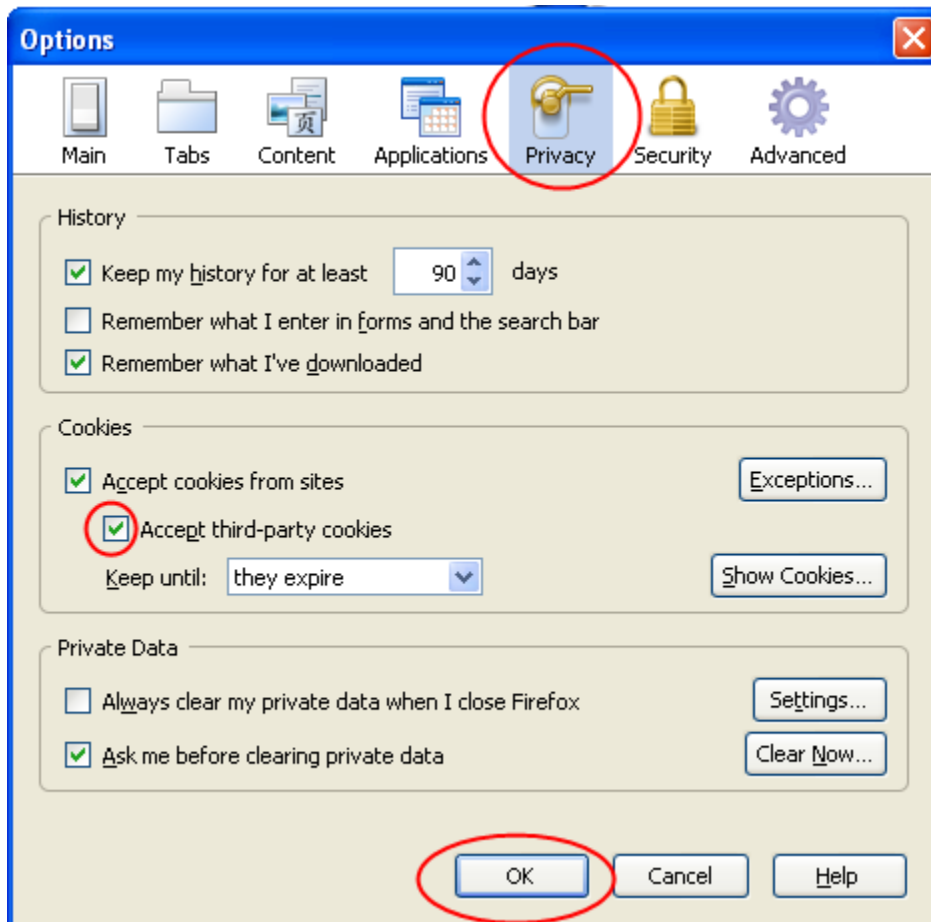 Options
Main Tabs Content Applications Privacy Security Advanced
页
History
Keep my history for at least 90 days
Remember what I enter in forms and the search bar
Remember what I've downloaded
Cookies
Accept cookies from sites Exceptions...
Accept third-party cookies
Keep until: they expire Show Cookies...
Private Data
Always clear my private data when I close Firefox Settings...
Ask me before clearing private data Clear Now...
OK Cancel Help